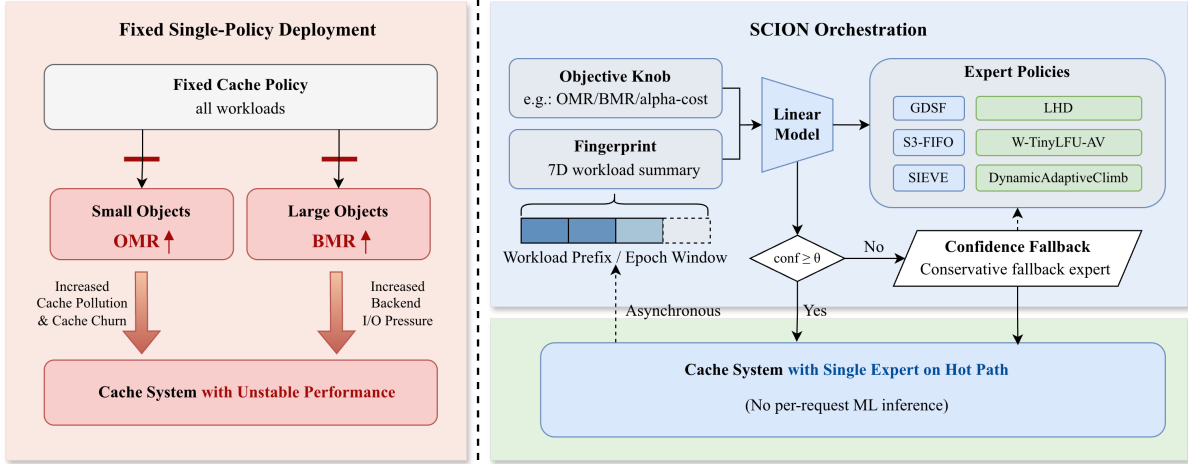 Fixed Single-Policy Deployment
Fixed Cache Policy
all workloads
Small Objects
OMR
Large Objects
BMR
Increased
Cache Pollution
& Cache Churn
Increased
Backend
I/O Pressure
Cache System with Unstable Performance
SCION Orchestration
Objective Knob
e.g.: OMR/BMR/alpha-cost
Fingerprint
7D workload summary
Workload Prefix / Epoch Window
Linear
Model
Expert Policies
GDSF
LHD
S3-FIFO
W-TinyLFU-AV
SIEVE
DynamicAdaptiveClimb
conf ≥ θ
No
Confidence Fallback
Conservative fallback expert
Asynchronous
Yes
Cache System with Single Expert on Hot Path
(No per-request ML inference)